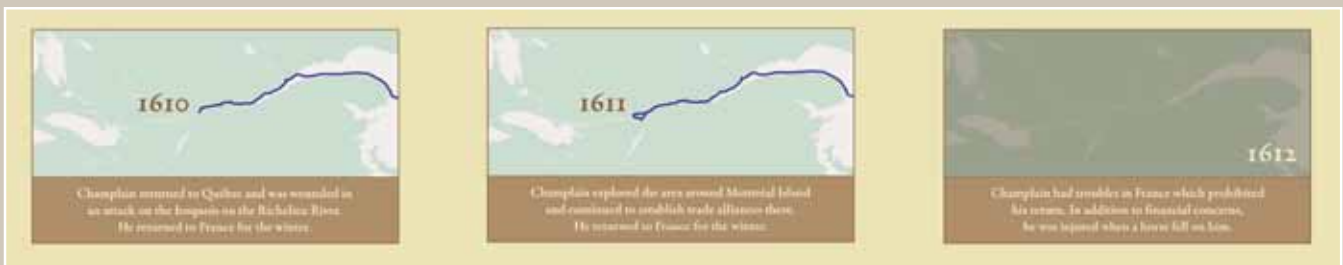 1610
Champlain returned to Québec and was wounded in
an attack on the Iroquois on the Richelieu River.
He returned to France for the winter.
1611
Champlain explored the area around Montréal Island
and continued to establish trade alliances there.
He returned to France for the winter.
1612
Champlain had troubles in France which prohibited
his return. In addition to financial concerns,
he was injured when a horse fell on him.